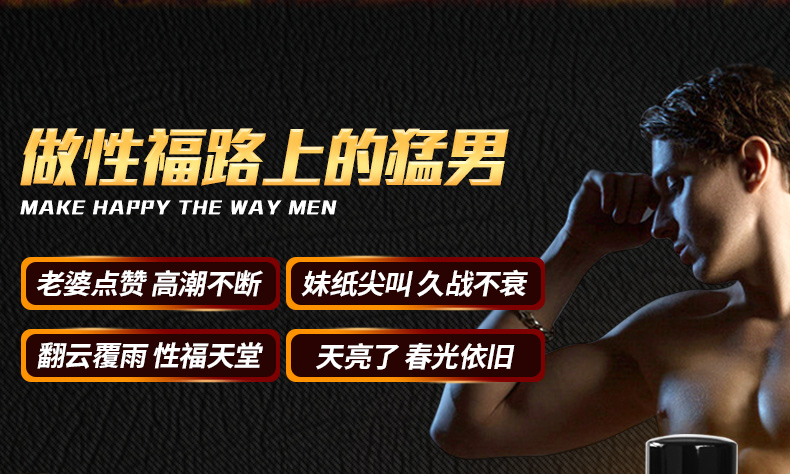 做性福路上的猛男
MAKE HAPPY THE WAY MEN
老婆点赞 高潮不断
妹纸尖叫 久战不衰
翻云覆雨 性福天堂
天亮了 春光依旧